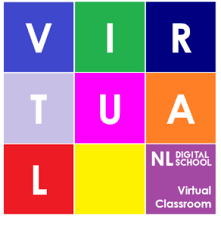 V I R
T U A
L
NL DIGITAL SCHOOL
Virtual
Classroom